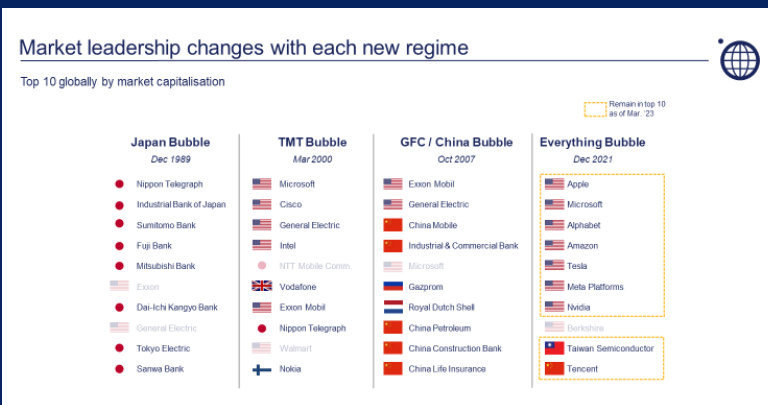 Market leadership changes with each new regime
Top 10 globally by market capitalisation
Remain in top 10
as of Mar. '23
Japan Bubble
Dec 1989
Nippon Telegraph
Industrial Bank of Japan
Sumitomo Bank
Fuji Bank
Mitsubishi Bank
Exxon
Dai-Ichi Kangyo Bank
General Electric
Tokyo Electric
Sanwa Bank
TMT Bubble
Mar 2000
Microsoft
Cisco
General Electric
Intel
NTT Mobile Comm.
Vodafone
Exxon Mobil
Nippon Telegraph
Walmart
Nokia
GFC / China Bubble
Oct 2007
Exxon Mobil
General Electric
China Mobile
Industrial & Commercial Bank
Microsoft
Gazprom
Royal Dutch Shell
China Petroleum
China Construction Bank
China Life Insurance
Everything Bubble
Dec 2021
Apple
Microsoft
Alphabet
Amazon
Tesla
Meta Platforms
Nvidia
Berkshire
Taiwan Semiconductor
Tencent